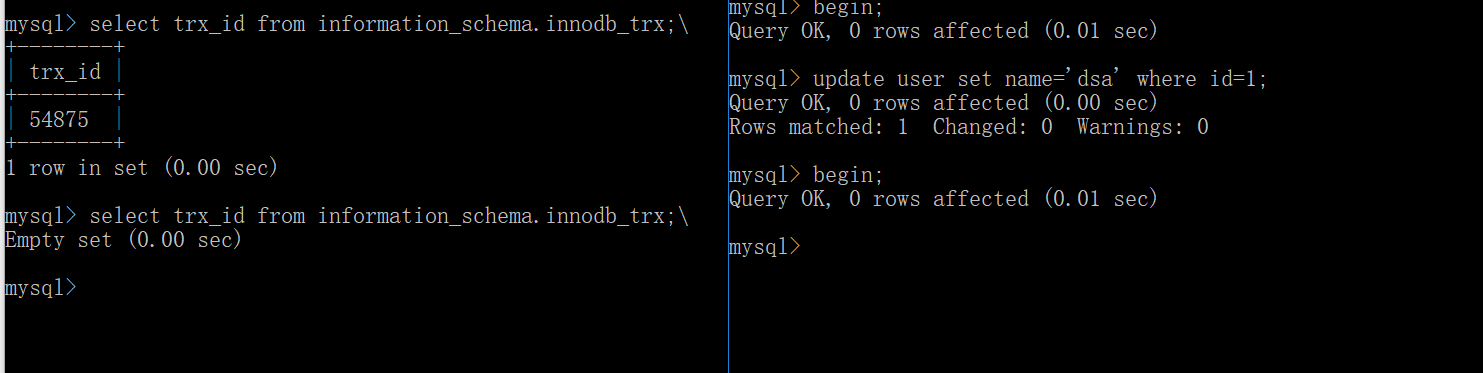 mysql> select trx_id from information_schema.innodb_trx;\
+--------+
| trx_id |
+--------+
| 54875  |
+--------+
1 row in set (0.00 sec)
mysql> select trx_id from information_schema.innodb_trx;\
Empty set (0.00 sec)
mysql>
mysql> begin;
Query OK, 0 rows affected (0.01 sec)
mysql> update user set name='dsa' where id=1;
Query OK, 0 rows affected (0.00 sec)
Rows matched: 1  Changed: 0  Warnings: 0
mysql> begin;
Query OK, 0 rows affected (0.01 sec)
mysql>